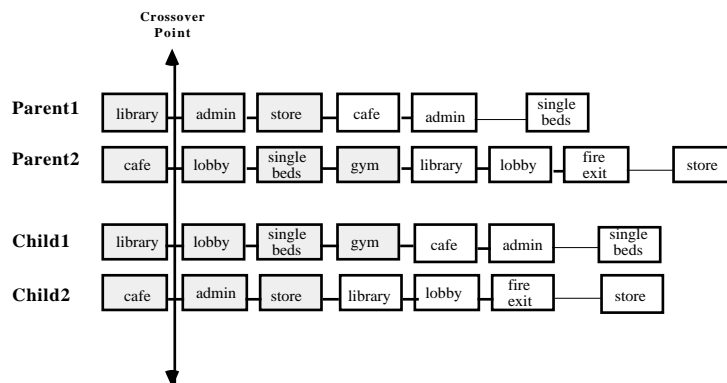 Crossover
Point
Parent1 library admin store cafe admin single beds
Parent2 cafe lobby single beds gym library lobby fire exit store
Child1 library lobby single beds gym cafe admin single beds
Child2 cafe admin store library lobby fire exit store